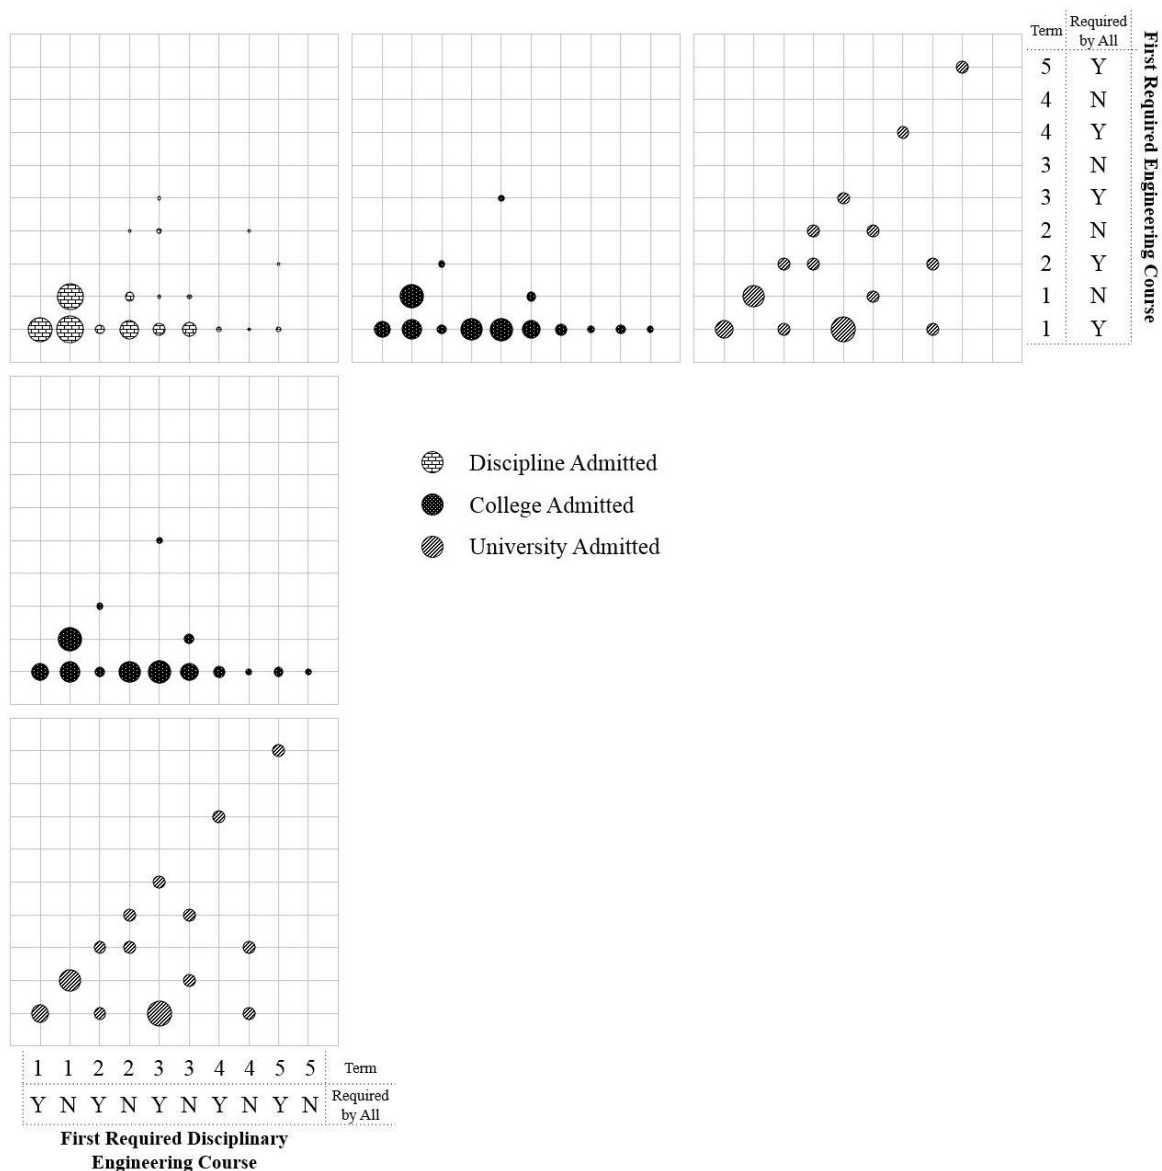 Term
Required
by All
5 Y
4 N
4 Y
3 N
3 Y
2 N
2 Y
1 N
1 Y
First Required Engineering Course
Discipline Admitted
College Admitted
University Admitted
1 1 2 2 3 3 4 4 5 5 Term
Y N Y N Y N Y N Y N Required
by All
First Required Disciplinary
Engineering Course